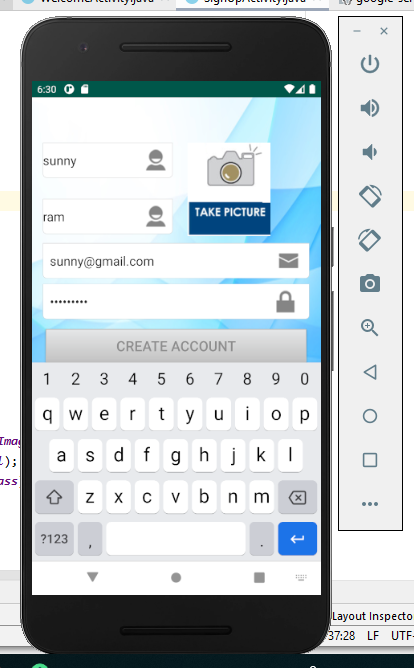 WelcomeActivity.java
SignUpActivity.java
google-ser
6:30
sunny
ram
TAKE PICTURE
sunny@gmail.com
CREATE ACCOUNT
1 2 3 4 5 6 7 8 9 0
q w e r t y u i o p
Imag
a s d f g h j k l
);
ass
z x c v b n m
?123 , .
Layout Inspecto
37:28 LF UTF-